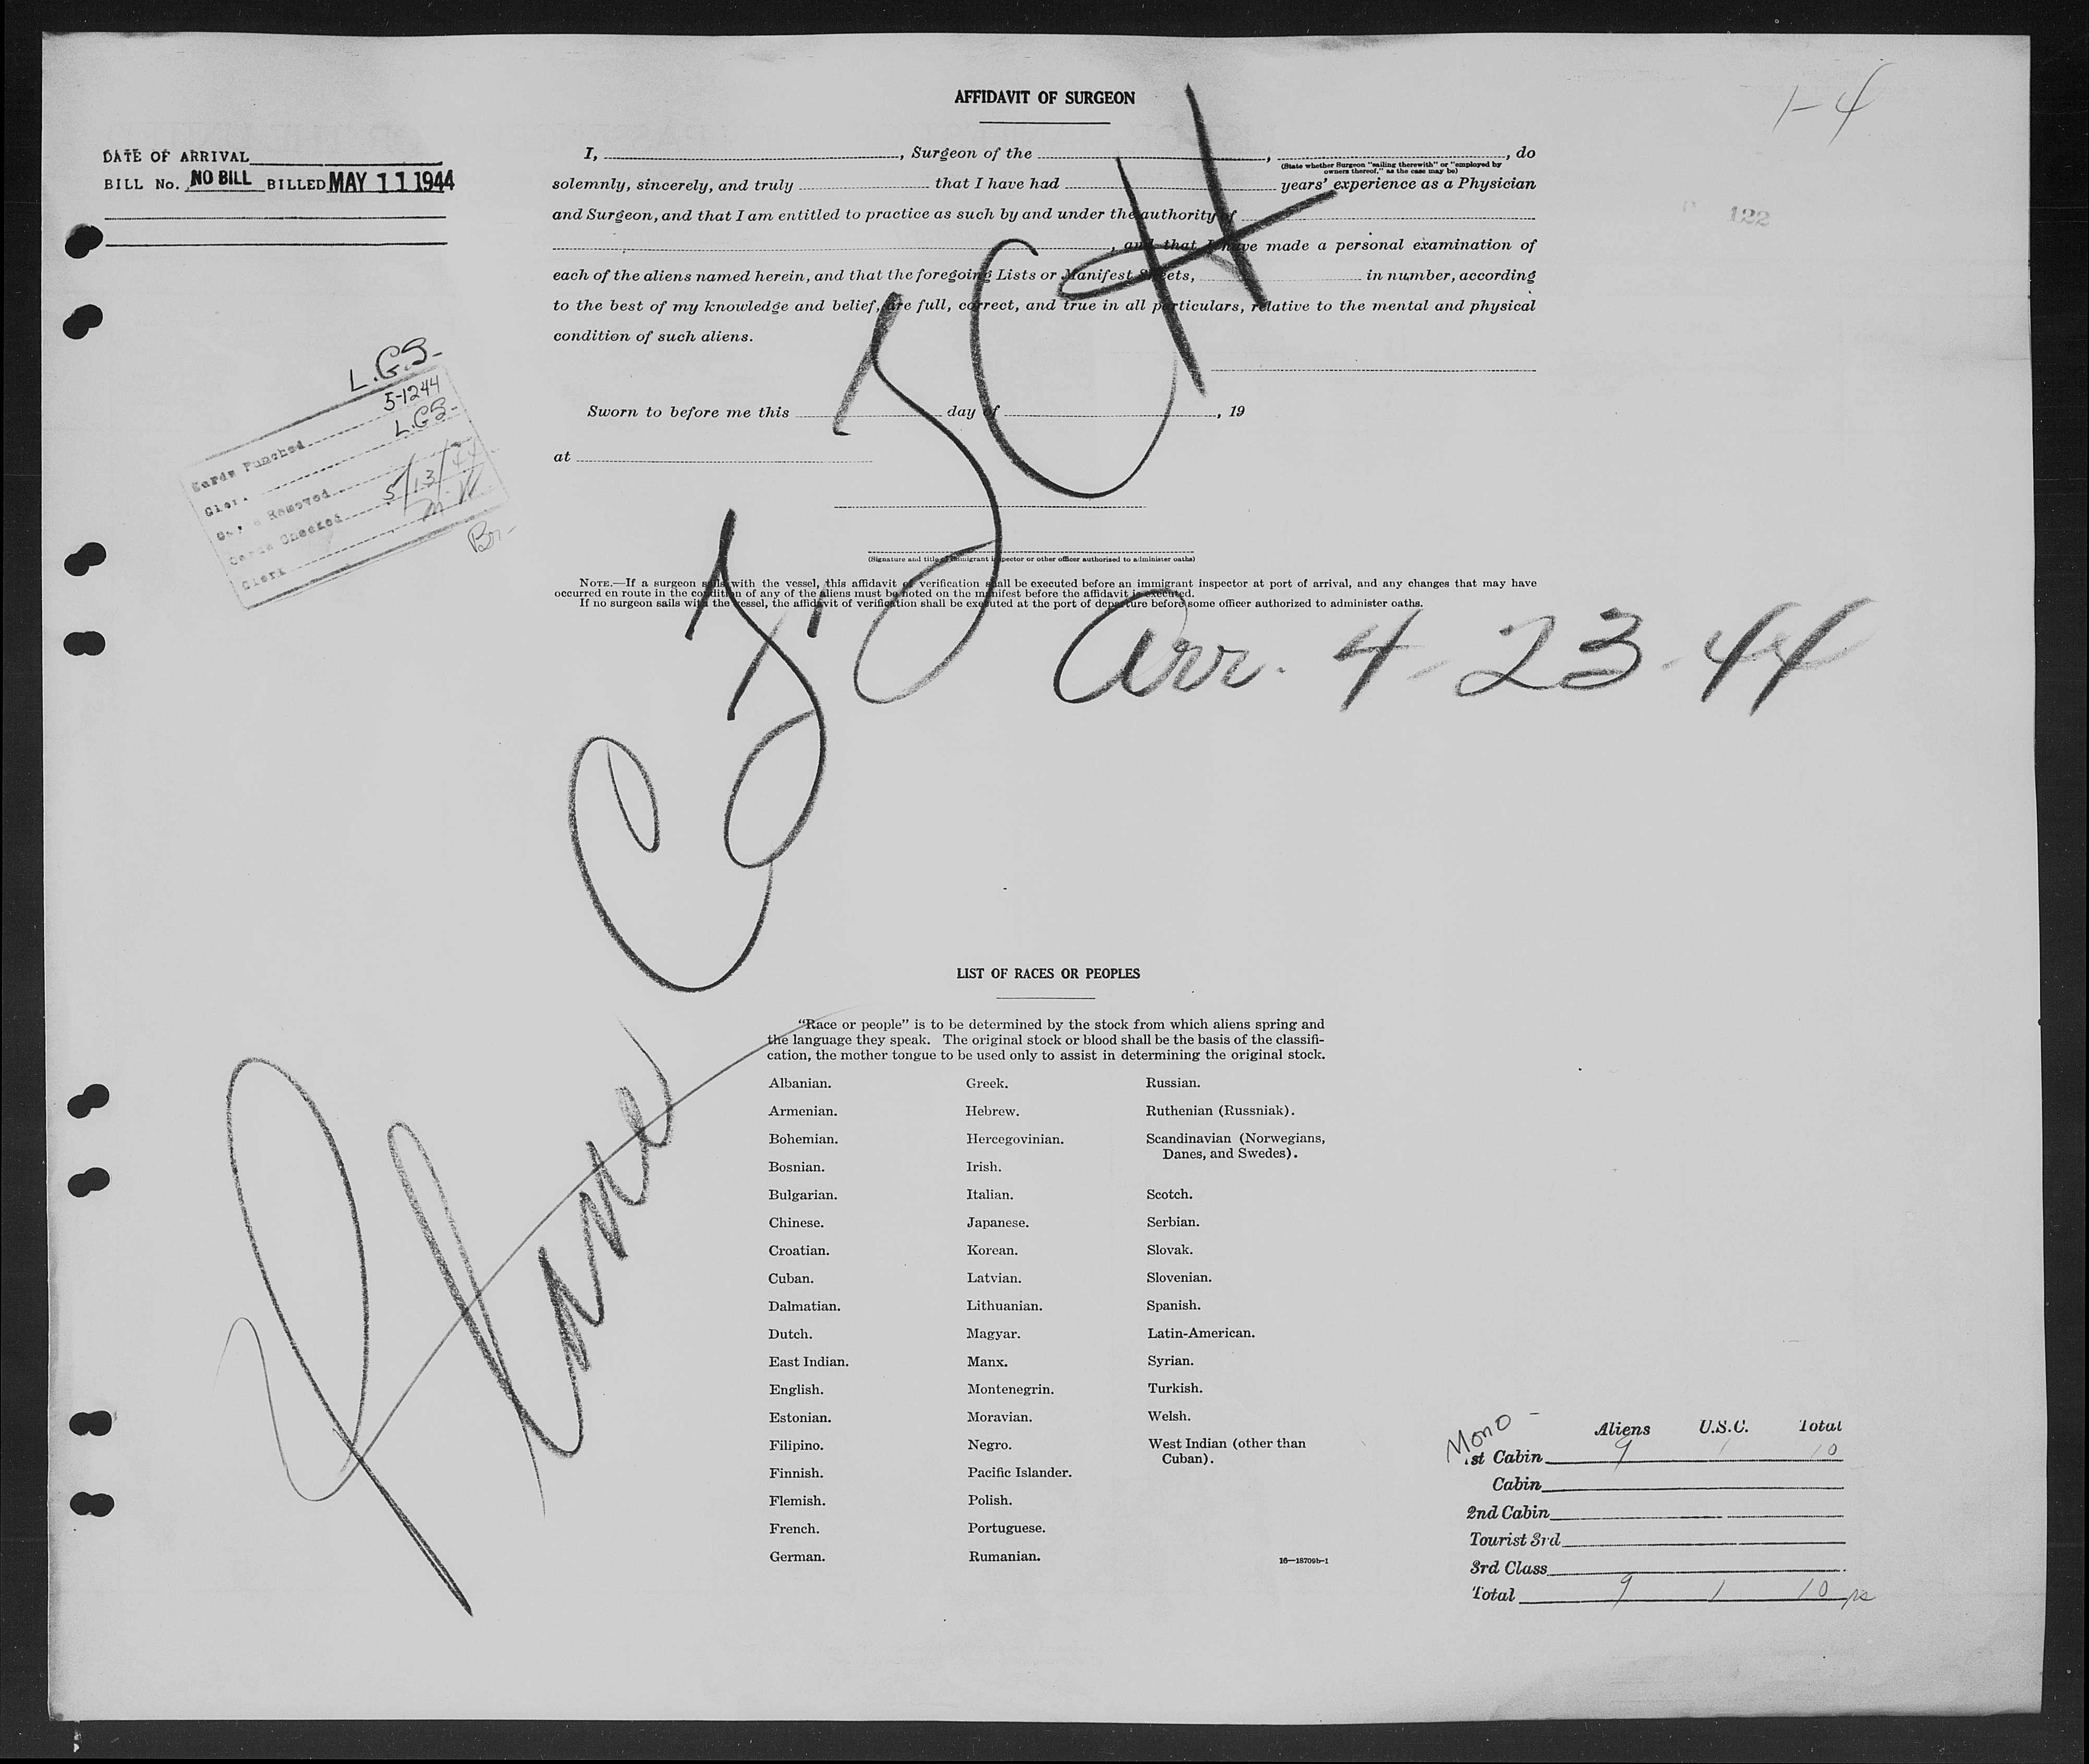 AFFIDAVIT OF SURGEON
1-4
DATE OF ARRIVAL
BILL No. NO BILL BILLED MAY 11 1944
I, , Surgeon of the , , do
(State whether Surgeon "sailing therewith" or "employed by owners thereof," as the case may be)
solemnly, sincerely, and truly that I have had years' experience as a Physician
and Surgeon, and that I am entitled to practice as such by and under the authority of
, and that I have made a personal examination of
each of the aliens named herein, and that the foregoing Lists or Manifest Sheets, in number, according
to the best of my knowledge and belief, are full, correct, and true in all particulars, relative to the mental and physical
condition of such aliens.
122
Sworn to before me this day of , 19
at
L.G.S.
Cards Punched 5-1244
Clerk L.G.S.
Removed 5/13/44
Cards Checked M.W
Clerk
Br-
(Signature and title of immigrant inspector or other officer authorized to administer oaths)
NOTE.—If a surgeon sails with the vessel, this affidavit of verification shall be executed before an immigrant inspector at port of arrival, and any changes that may have
occurred en route in the condition of any of the aliens must be noted on the manifest before the affidavit is executed.
If no surgeon sails with the vessel, the affidavit of verification shall be executed at the port of departure before some officer authorized to administer oaths.
Arr. 4-23-44
Plane
LIST OF RACES OR PEOPLES
"Race or people" is to be determined by the stock from which aliens spring and
the language they speak. The original stock or blood shall be the basis of the classifi-
cation, the mother tongue to be used only to assist in determining the original stock.
Albanian. Greek. Russian.
Armenian. Hebrew. Ruthenian (Russniak).
Bohemian. Hercegovinian. Scandinavian (Norwegians,
Danes, and Swedes).
Bosnian. Irish.
Bulgarian. Italian. Scotch.
Chinese. Japanese. Serbian.
Croatian. Korean. Slovak.
Cuban. Latvian. Slovenian.
Dalmatian. Lithuanian. Spanish.
Dutch. Magyar. Latin-American.
East Indian. Manx. Syrian.
English. Montenegrin. Turkish.
Estonian. Moravian. Welsh.
Filipino. Negro. West Indian (other than
Cuban).
Finnish. Pacific Islander.
Flemish. Polish.
French. Portuguese.
German. Rumanian.
16—18709b-1
Mono -
Aliens U.S.C. Total
1st Cabin 9 1 10
Cabin
2nd Cabin
Tourist 3rd
3rd Class
Total 9 1 10